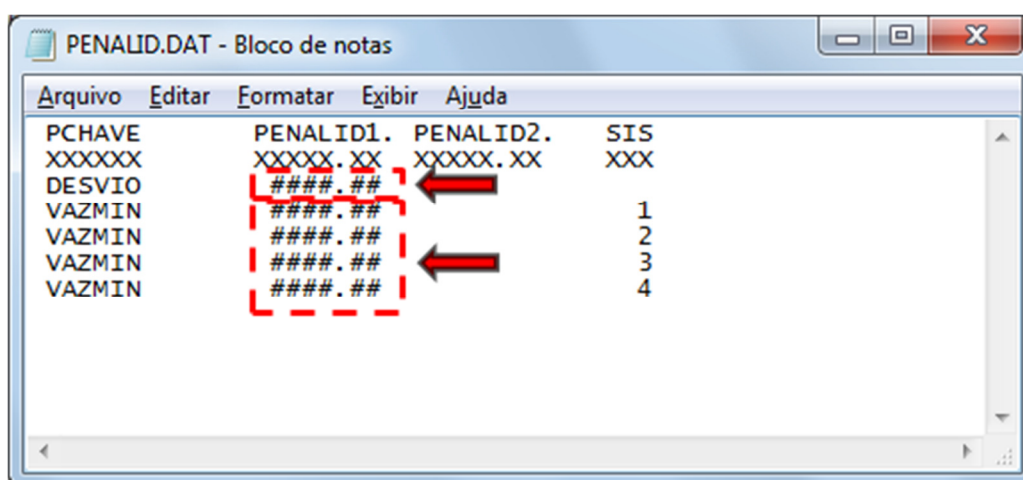 PENALID.DAT - Bloco de notas
Arquivo Editar Formatar Exibir Ajuda
PCHAVE PENALID1. PENALID2. SIS
XXXXXX XXXXX.XX XXXXX.XX XXX
DESVIO ####.##
VAZMIN ####.## 1
VAZMIN ####.## 2
VAZMIN ####.## 3
VAZMIN ####.## 4